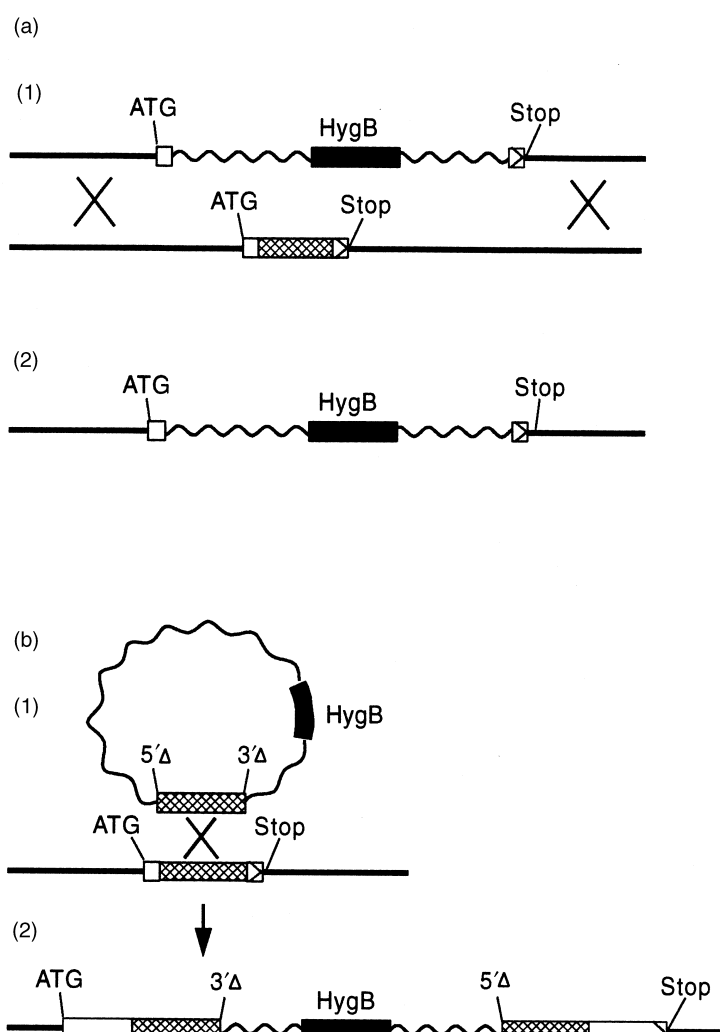 (a)
(1)
ATG
HygB
Stop
ATG
Stop
(2)
ATG
HygB
Stop
(b)
(1)
HygB
5′Δ 3′Δ
ATG
Stop
(2)
ATG
3′Δ
HygB
5′Δ
Stop